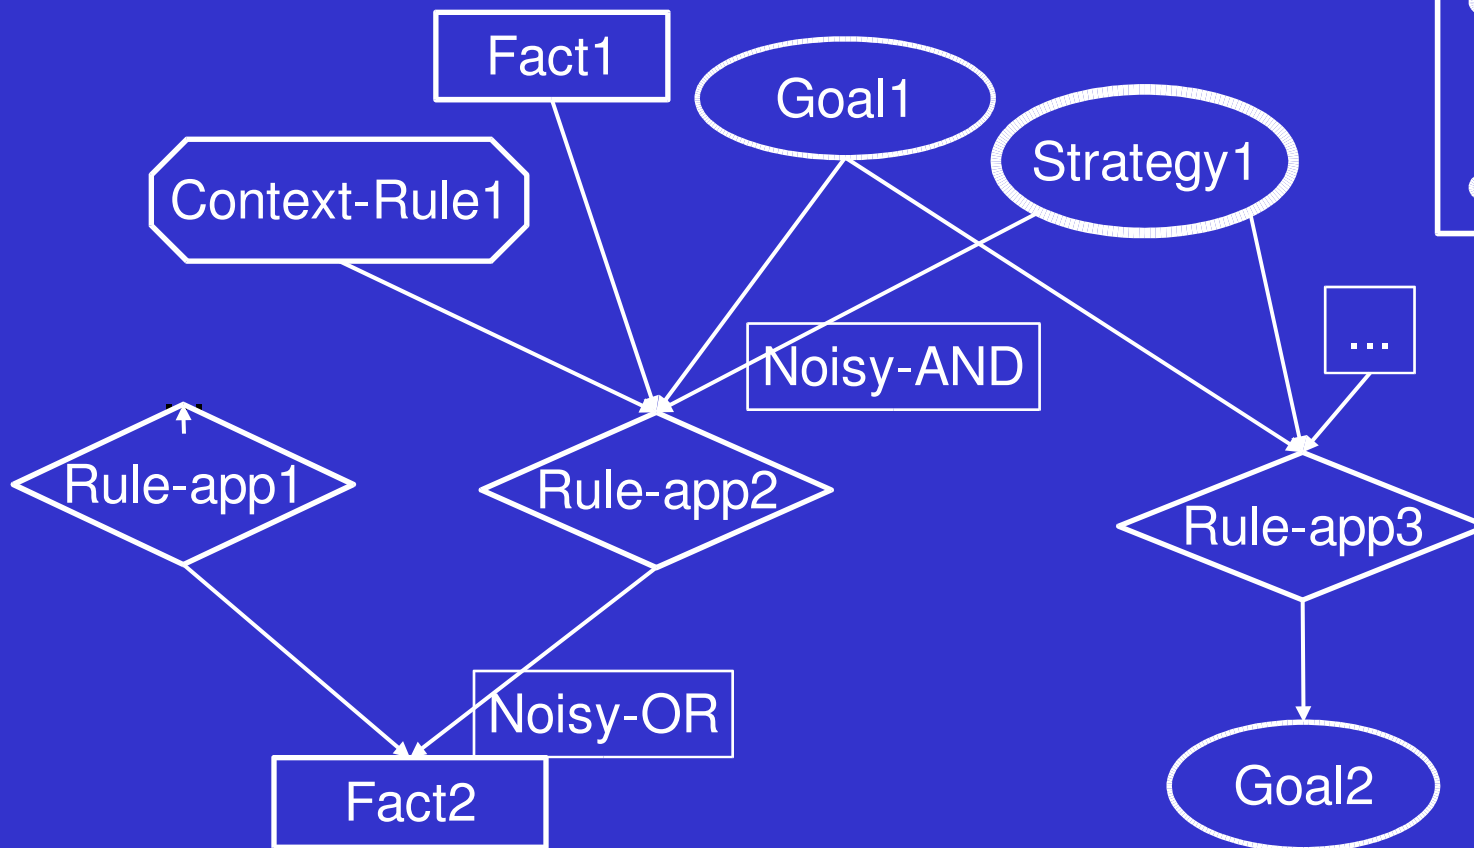 Fact1
Goal1
Strategy1
Context-Rule1
...
Noisy-AND
Rule-app1
Rule-app2
Rule-app3
Noisy-OR
Fact2
Goal2